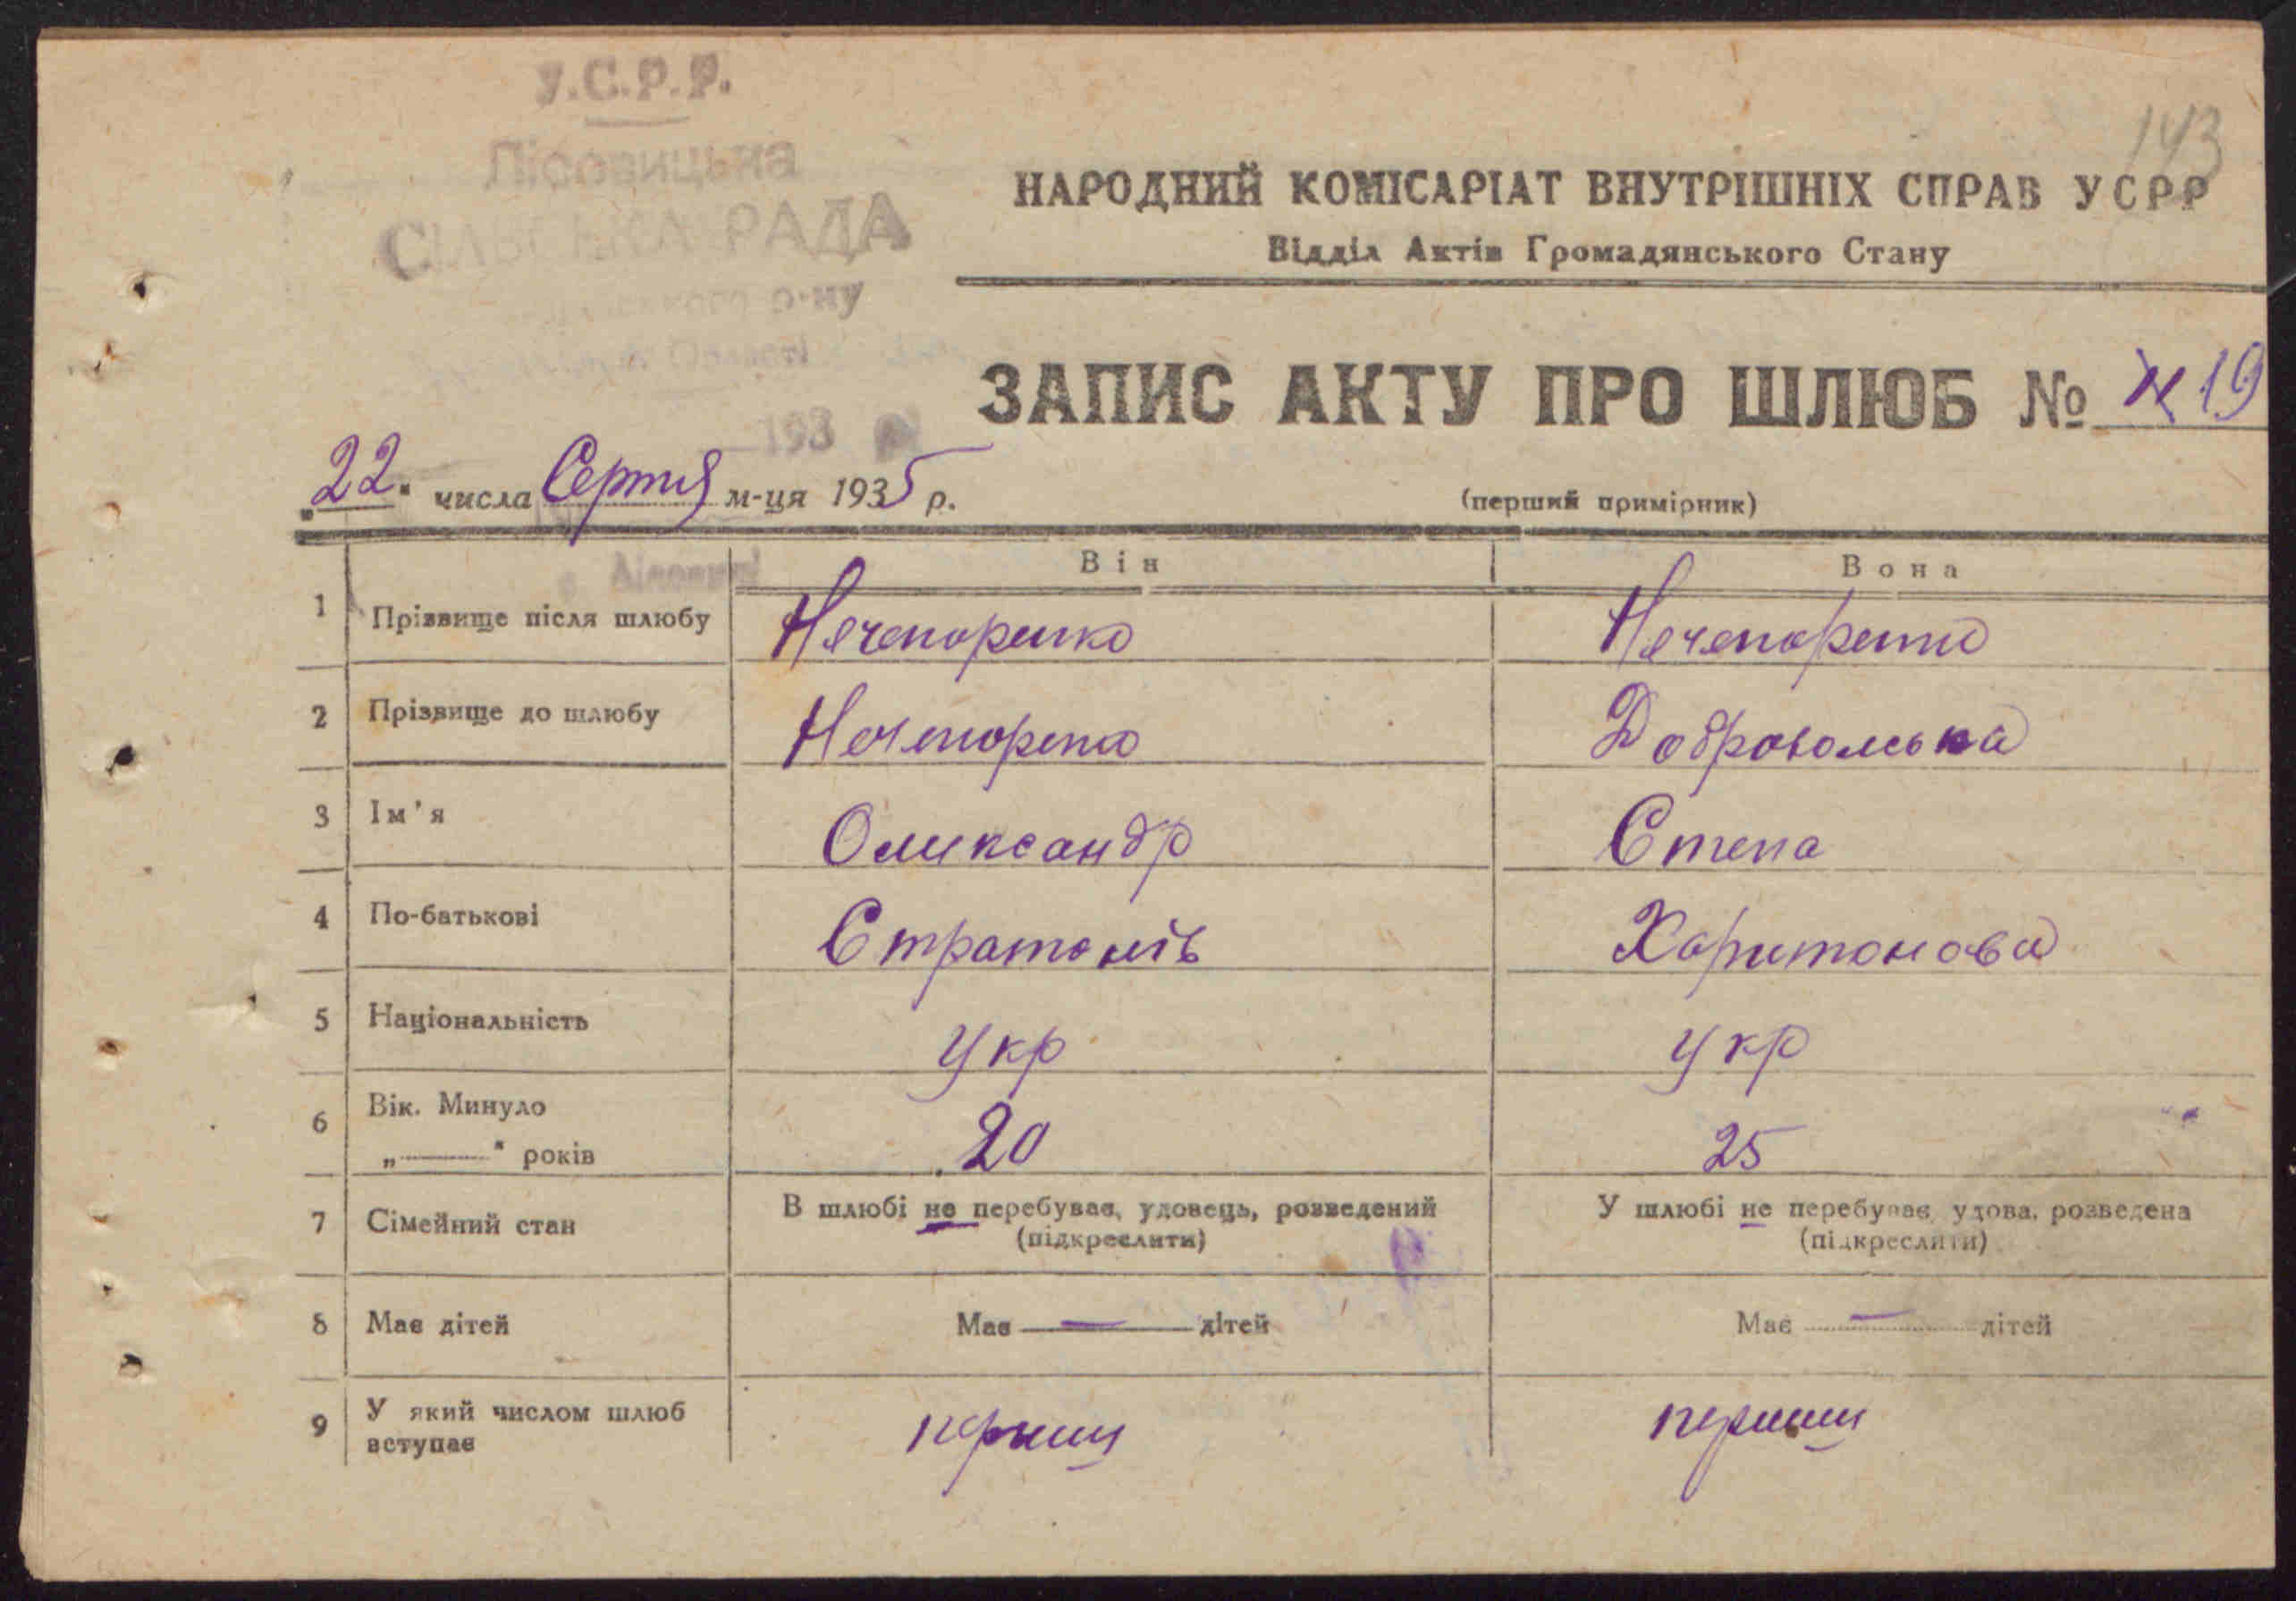 У.С.Р.Р.
Лісовицька
СІЛЬСЬКА РАДА
р-ну
193
143
НАРОДНИЙ КОМІСАРІАТ ВНУТРІШНІХ СПРАВ УСРР
Відділ Актів Громадянського Стану
ЗАПИС АКТУ ПРО ШЛЮБ № 19
„22" числа Серпня м-ця 1935 р.
(перший примірник)
Він Вона
1 Прізвище після шлюбу Нечепоренко Нечепоренко
2 Прізвище до шлюбу Нечепоренко Добровольська
3 Ім'я Олександр Степа
4 По-батькові Стратонів Харитонова
5 Національність Укр Укр
6 Вік. Минуло
„——" років 20 25
7 Сімейний стан В шлюбі не перебуває, удовець, розведений У шлюбі не перебуває, удова, розведена
(підкреслити) (підкреслити)
8 Має дітей Має — дітей Має — дітей
9 У який числом шлюб
вступає перший перший